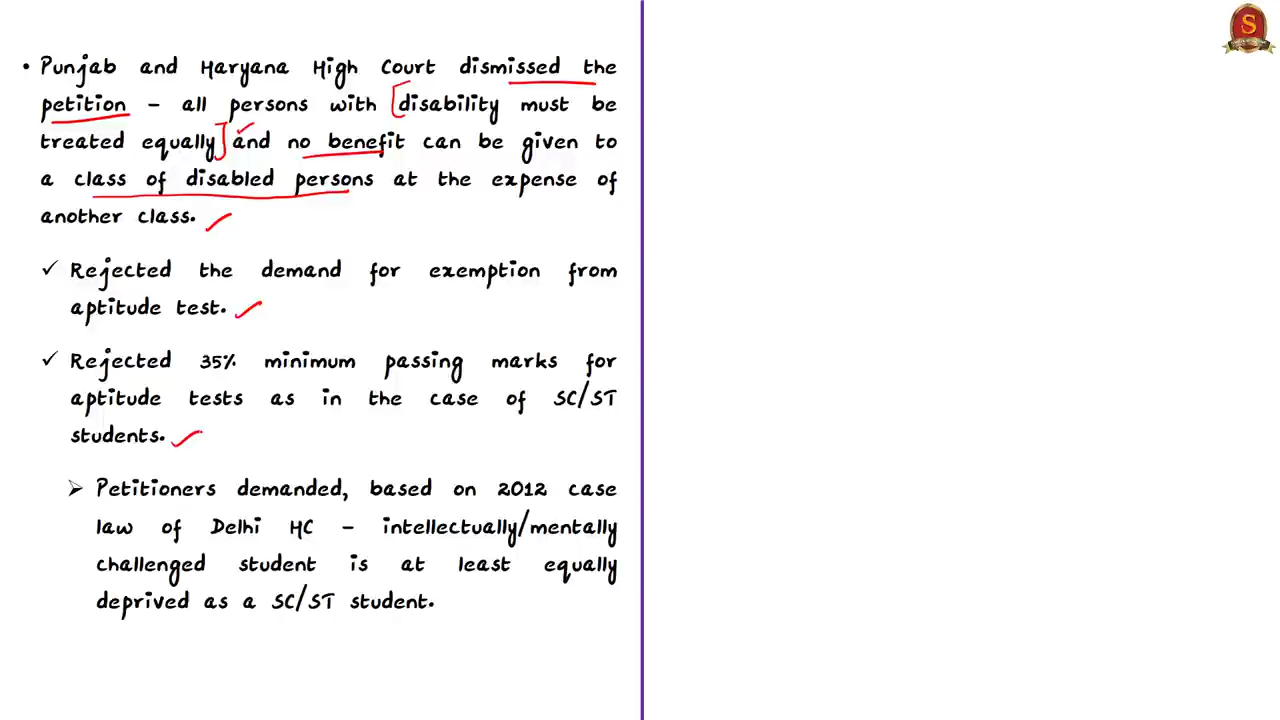 • Punjab and Haryana High Court dismissed the
petition – all persons with disability must be
treated equally and no benefit can be given to
a class of disabled persons at the expense of
another class.
✓ Rejected the demand for exemption from
aptitude test.
✓ Rejected 35% minimum passing marks for
aptitude tests as in the case of SC/ST
students.
➢ Petitioners demanded, based on 2012 case
law of Delhi HC – intellectually/mentally
challenged student is at least equally
deprived as a SC/ST student.
S